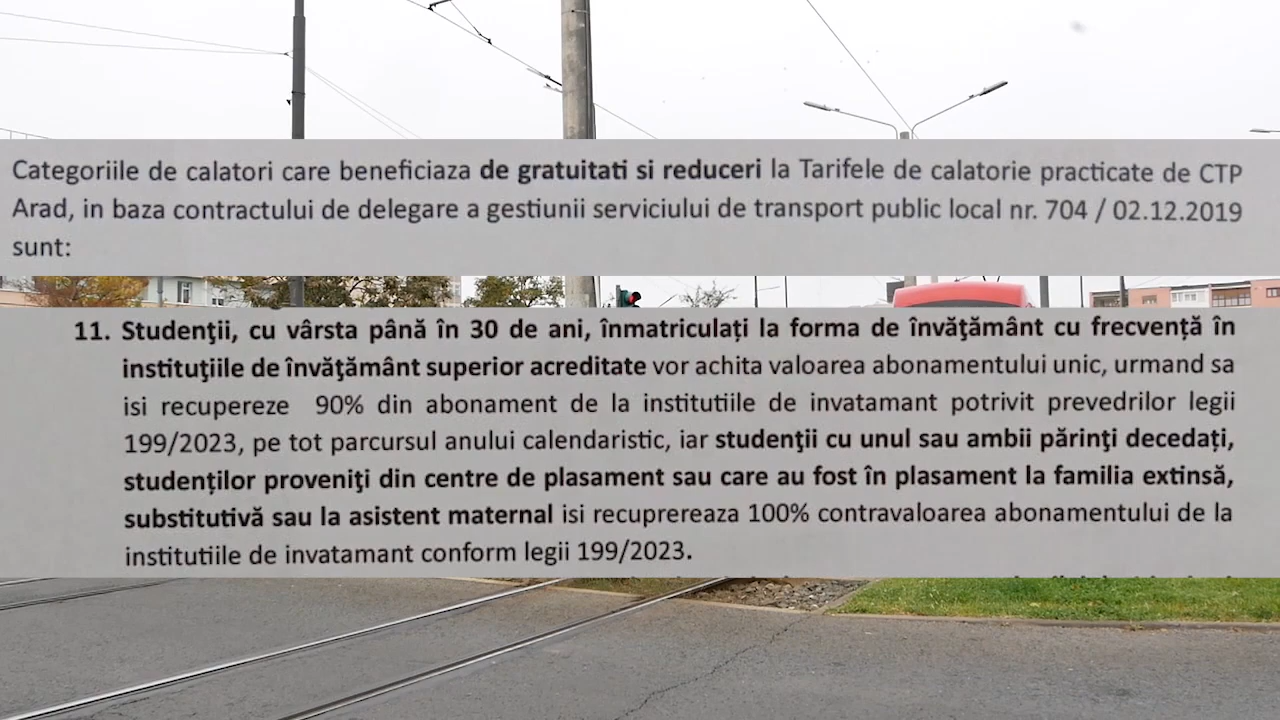 Categoriile de calatori care beneficiaza de gratuitati si reduceri la Tarifele de calatorie practicate de CTP
Arad, in baza contractului de delegare a gestiunii serviciului de transport public local nr. 704 / 02.12.2019
sunt:
11. Studenţii, cu vârsta până în 30 de ani, înmatriculați la forma de învăţământ cu frecvență în
instituţiile de învăţământ superior acreditate vor achita valoarea abonamentului unic, urmand sa
isi recupereze 90% din abonament de la institutiile de invatamant potrivit prevedrilor legii
199/2023, pe tot parcursul anului calendaristic, iar studenţii cu unul sau ambii părinţi decedați,
studenților proveniţi din centre de plasament sau care au fost în plasament la familia extinsă,
substitutivă sau la asistent maternal isi recuprereaza 100% contravaloarea abonamentului de la
institutiile de invatamant conform legii 199/2023.